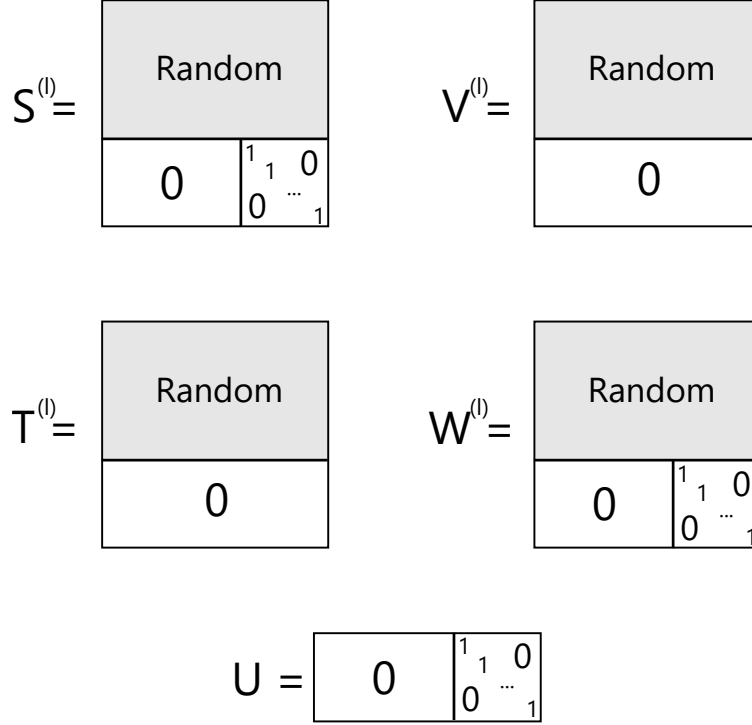 S(l)= Random 0 1 1 0 0 ... 1
V(l)= Random 0
T(l)= Random 0
W(l)= Random 0 1 1 0 0 ... 1
U = 0 1 1 0 0 ... 1